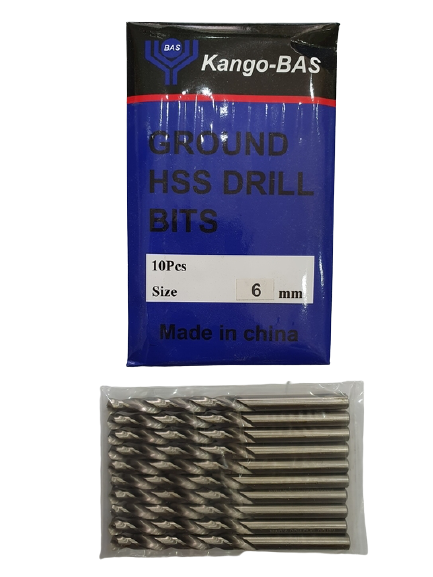 BAS
Kango-BAS
GROUND
HSS DRILL
BITS
10Pcs
Size 6 mm
Made in china